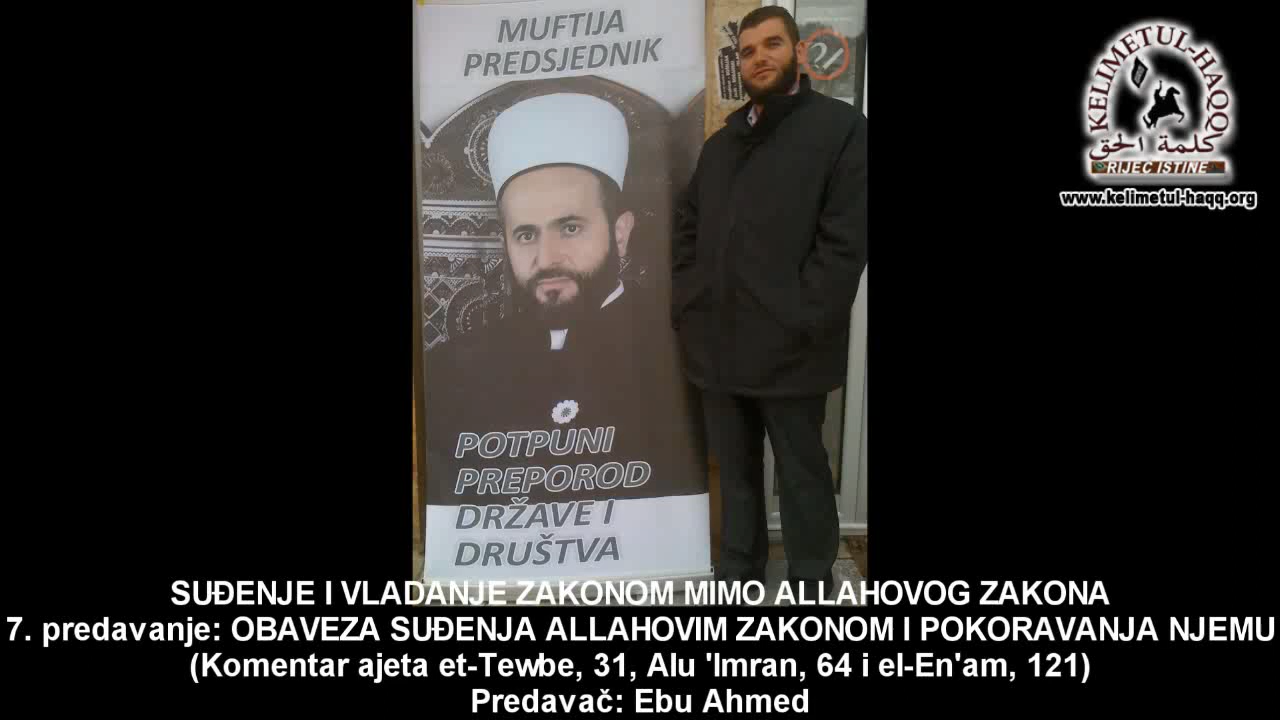 MUFTIJA
PREDSJEDNIK
POTPUNI
PREPOROD
DRŽAVE I
DRUŠTVA
KELIMETUL-HAQQ
كلمة الحق
RIJEC ISTINE
www.kelimetul-haqq.org
SUĐENJE I VLADANJE ZAKONOM MIMO ALLAHOVOG ZAKONA
7. predavanje: OBAVEZA SUĐENJA ALLAHOVIM ZAKONOM I POKORAVANJA NJEMU
(Komentar ajeta et-Tewbe, 31, Alu 'Imran, 64 i el-En'am, 121)
Predavač: Ebu Ahmed